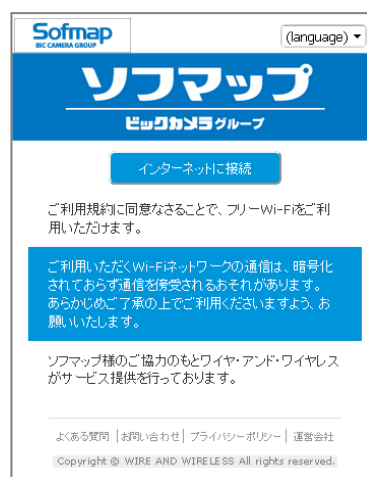 Sofmap
BIC CAMERA GROUP
(language)
ソフマップ
ビックカメラグループ
インターネットに接続
ご利用規約に同意なさることで、フリーWi-Fiをご利
用いただけます。
ご利用いただくWi-Fiネットワークの通信は、暗号化
されておらず通信を傍受されるおそれがあります。
あらかじめご了承の上でご利用くださいますよう、お
願いいたします。
ソフマップ様のご協力のもとワイヤ・アンド・ワイヤレス
がサービス提供を行っております。
よくある質問 | お問い合わせ | プライバシーポリシー | 運営会社
Copyright © WIRE AND WIRELESS All rights reserved.